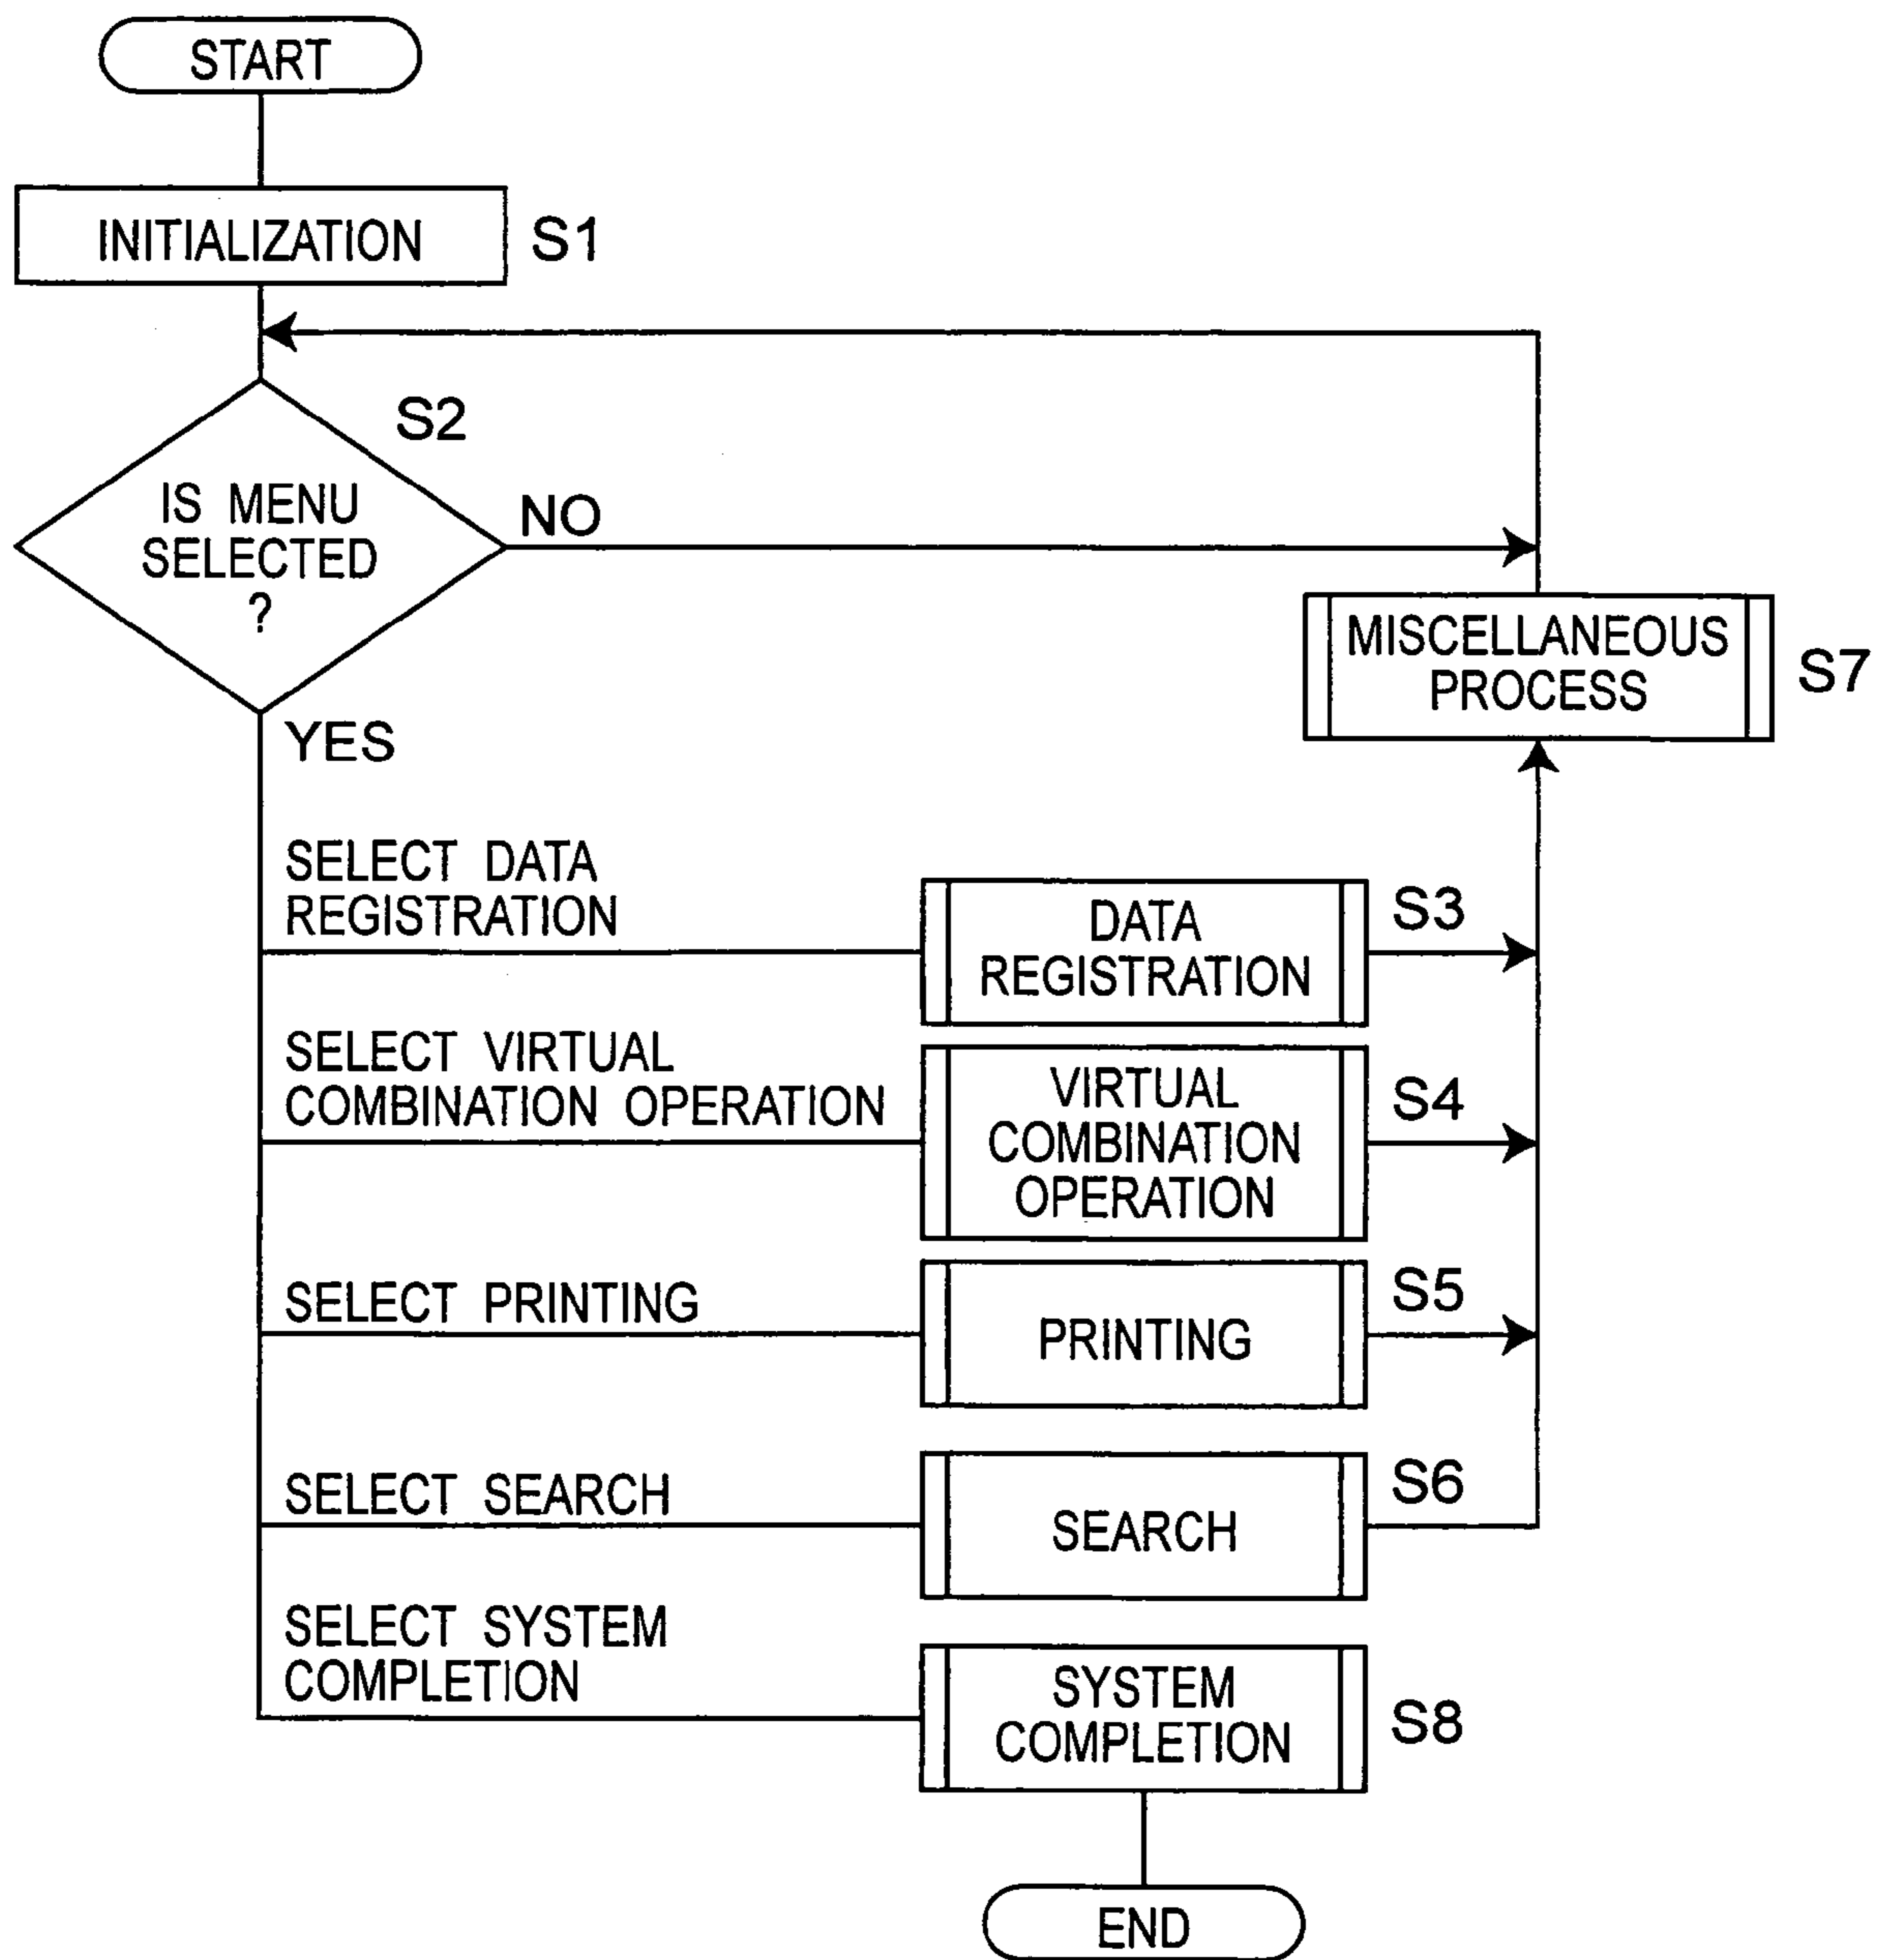 START
INITIALIZATION
S1
S2
IS MENU
SELECTED
?
NO
YES
MISCELLANEOUS
PROCESS
S7
SELECT DATA
REGISTRATION
DATA
REGISTRATION
S3
SELECT VIRTUAL
COMBINATION OPERATION
VIRTUAL
COMBINATION
OPERATION
S4
SELECT PRINTING
PRINTING
S5
SELECT SEARCH
SEARCH
S6
SELECT SYSTEM
COMPLETION
SYSTEM
COMPLETION
S8
END